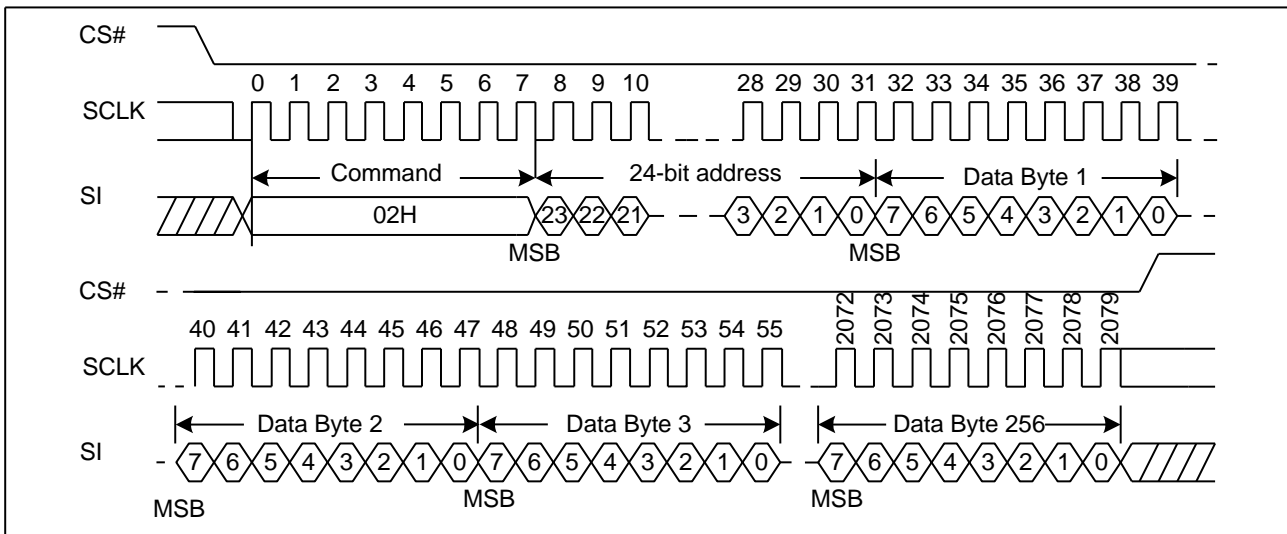 CS#
0 1 2 3 4 5 6 7 8 9 10 28 29 30 31 32 33 34 35 36 37 38 39
SCLK
Command 24-bit address Data Byte 1
SI
02H 23 22 21 3 2 1 0 7 6 5 4 3 2 1 0
MSB MSB
CS#
40 41 42 43 44 45 46 47 48 49 50 51 52 53 54 55 2072 2073 2074 2075 2076 2077 2078 2079
SCLK
Data Byte 2 Data Byte 3 Data Byte 256
SI
7 6 5 4 3 2 1 0 7 6 5 4 3 2 1 0 7 6 5 4 3 2 1 0
MSB MSB MSB